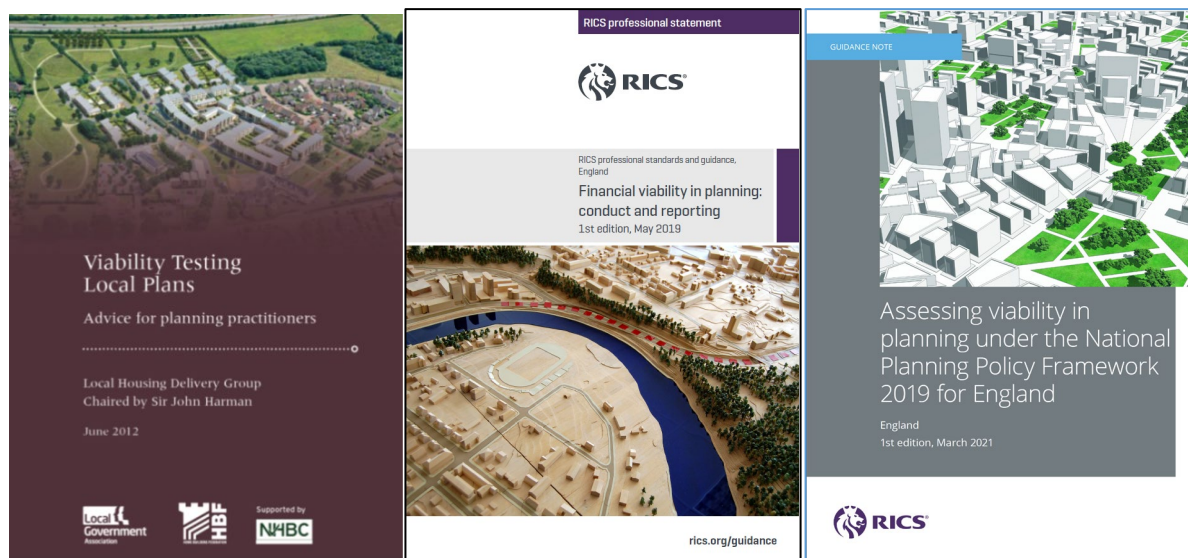 Viability Testing
Local Plans
Advice for planning practitioners
Local Housing Delivery Group
Chaired by Sir John Harman
June 2012
Local
Government
Association
HBF
HOME BUILDERS FEDERATION
Supported by
NHBC
RICS professional statement
RICS
RICS professional standards and guidance,
England
Financial viability in planning:
conduct and reporting
1st edition, May 2019
rics.org/guidance
GUIDANCE NOTE
Assessing viability in
planning under the National
Planning Policy Framework
2019 for England
England
1st edition, March 2021
RICS